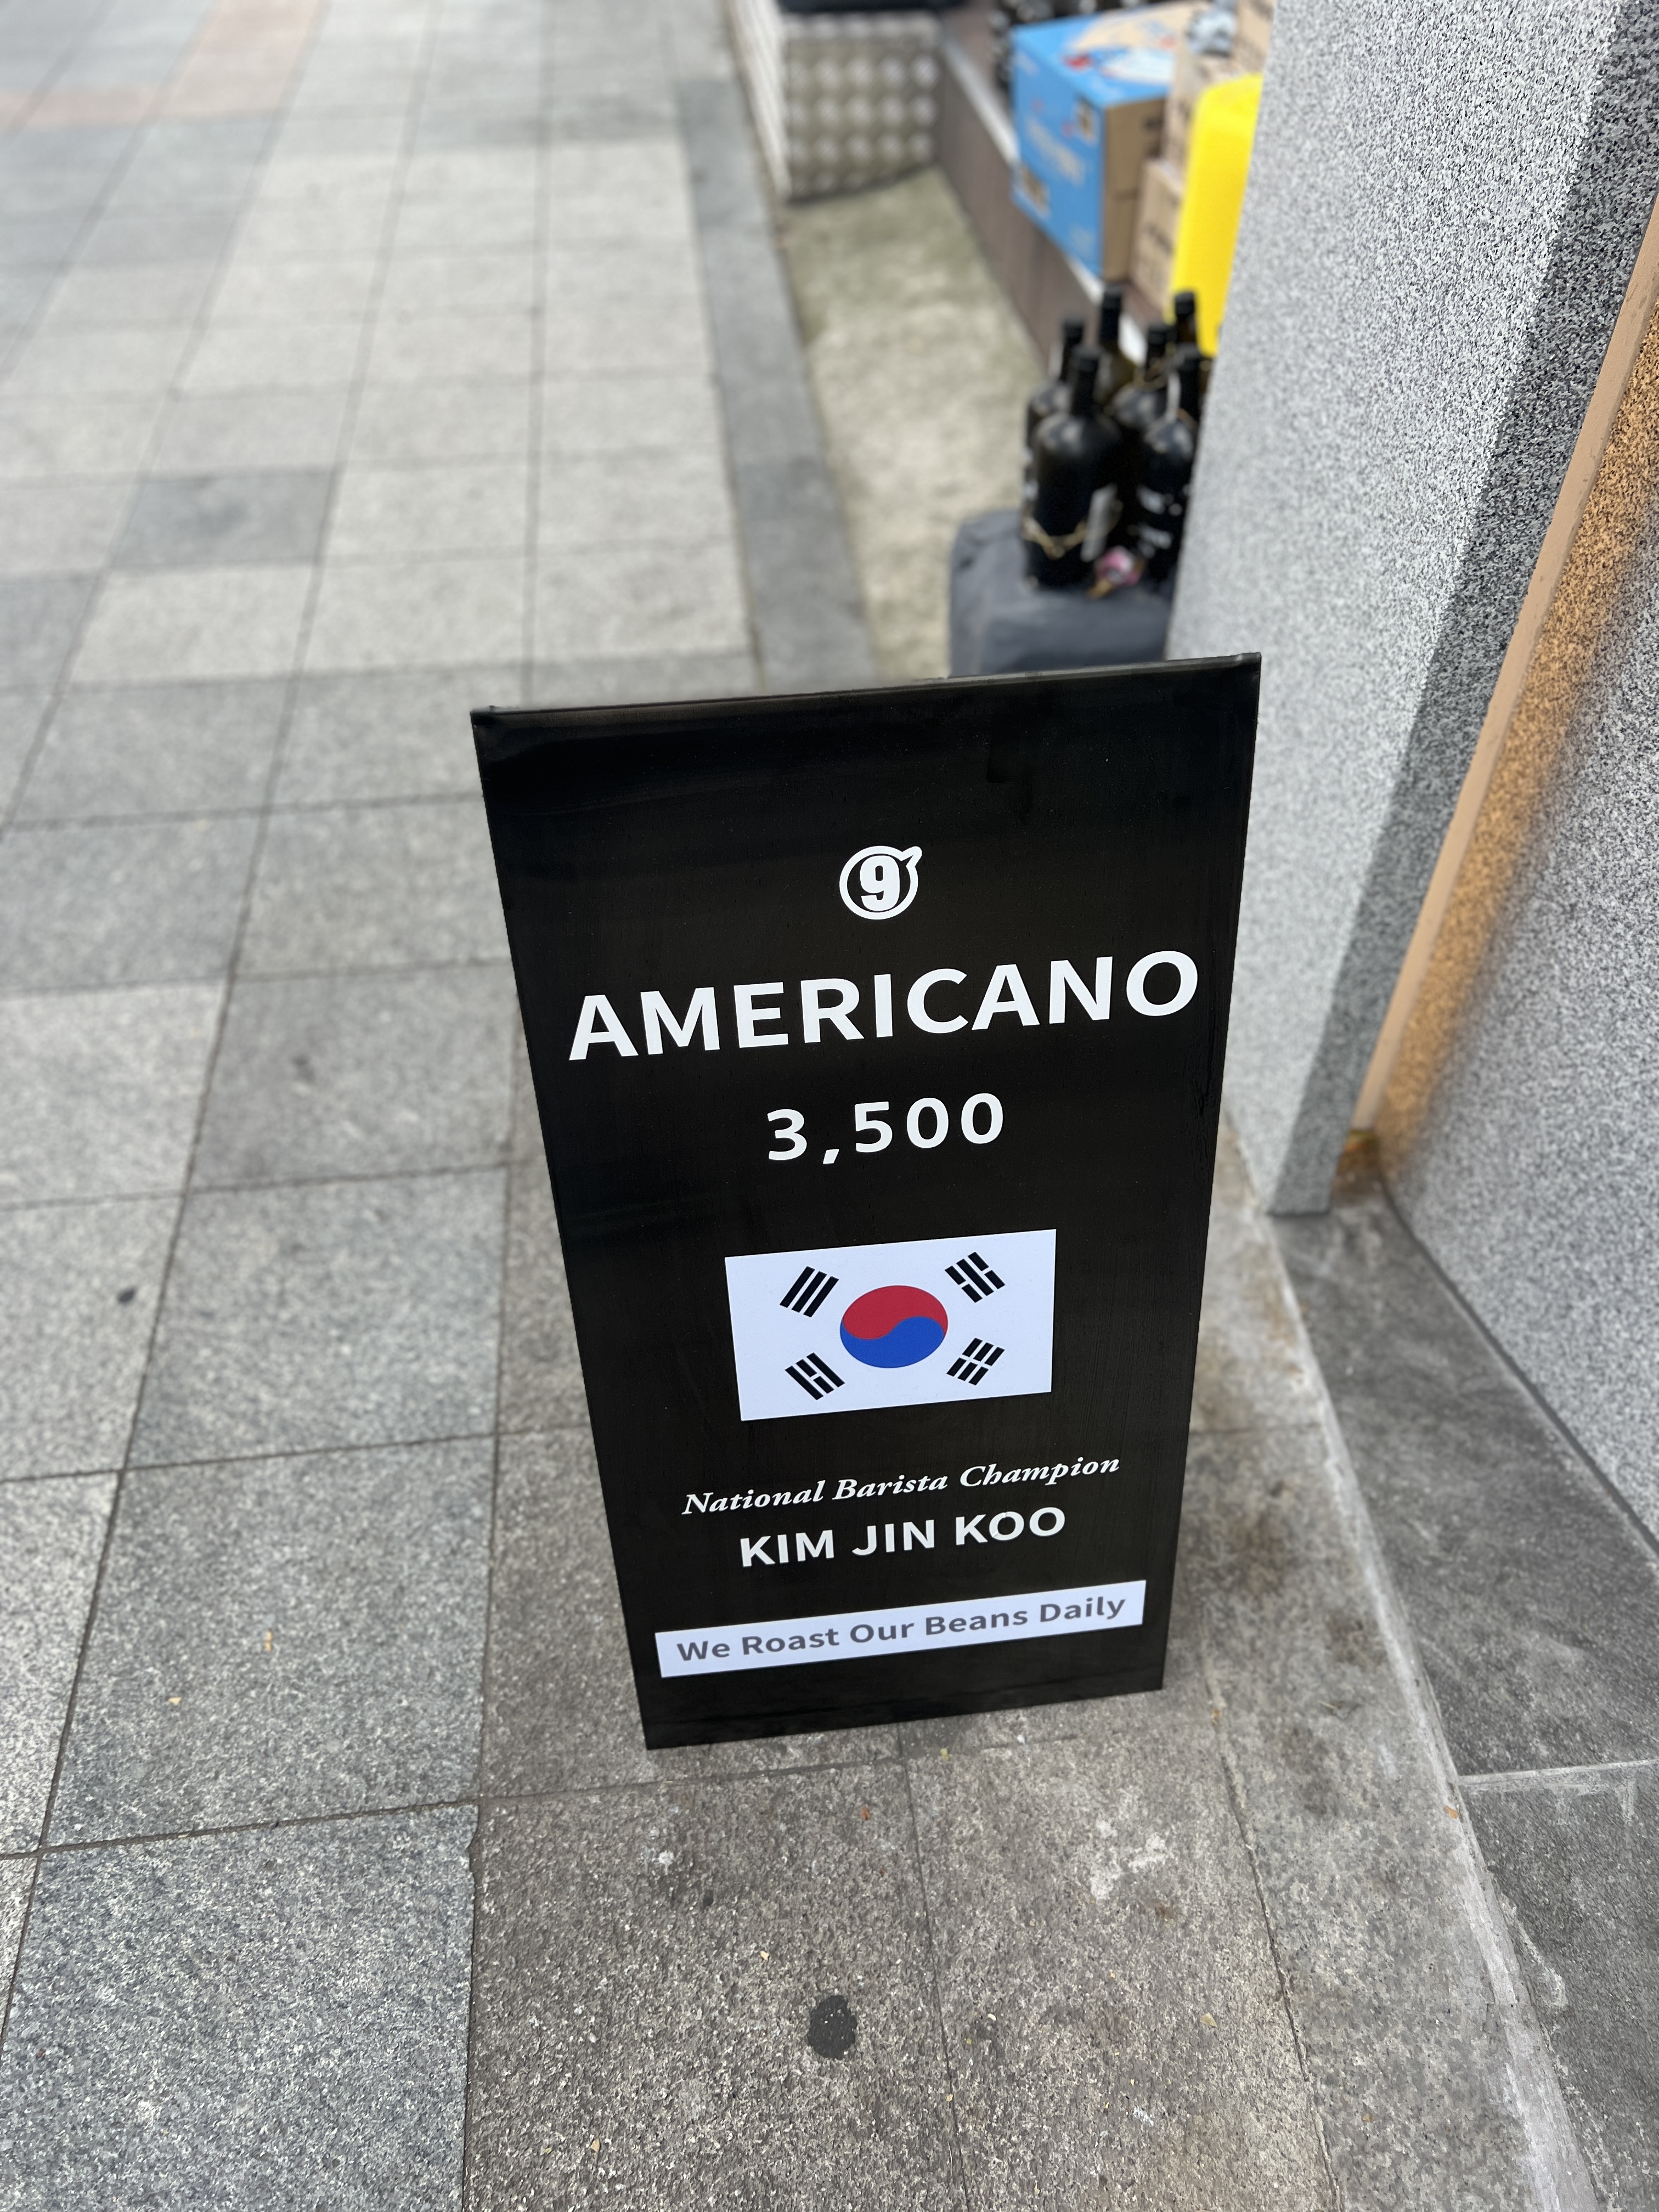 9
AMERICANO
3,500
National Barista Champion
KIM JIN KOO
We Roast Our Beans Daily